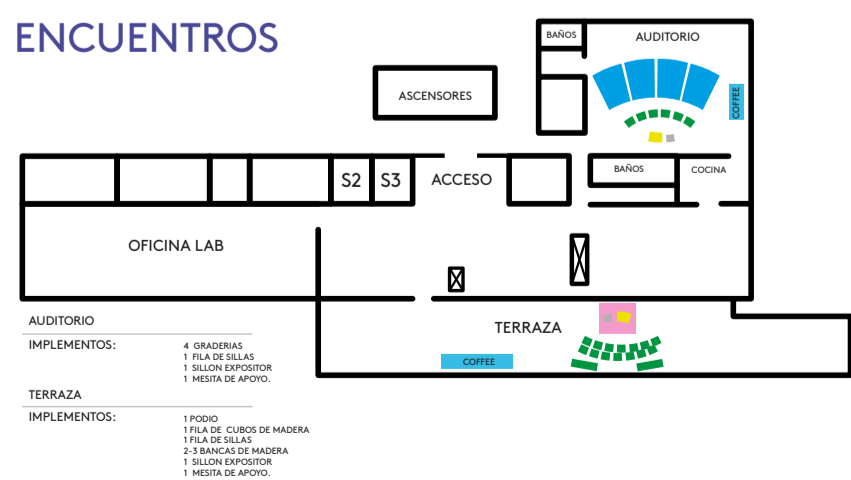 ENCUENTROS
BAÑOS
AUDITORIO
ASCENSORES
COFFEE
S2
S3
ACCESO
BAÑOS
COCINA
OFICINA LAB
TERRAZA
COFFEE
AUDITORIO
IMPLEMENTOS:
4 GRADERIAS
1 FILA DE SILLAS
1 SILLON EXPOSITOR
1 MESITA DE APOYO.
TERRAZA
IMPLEMENTOS:
1 PODIO
1 FILA DE CUBOS DE MADERA
1 FILA DE SILLAS
2-3 BANCAS DE MADERA
1 SILLON EXPOSITOR
1 MESITA DE APOYO.